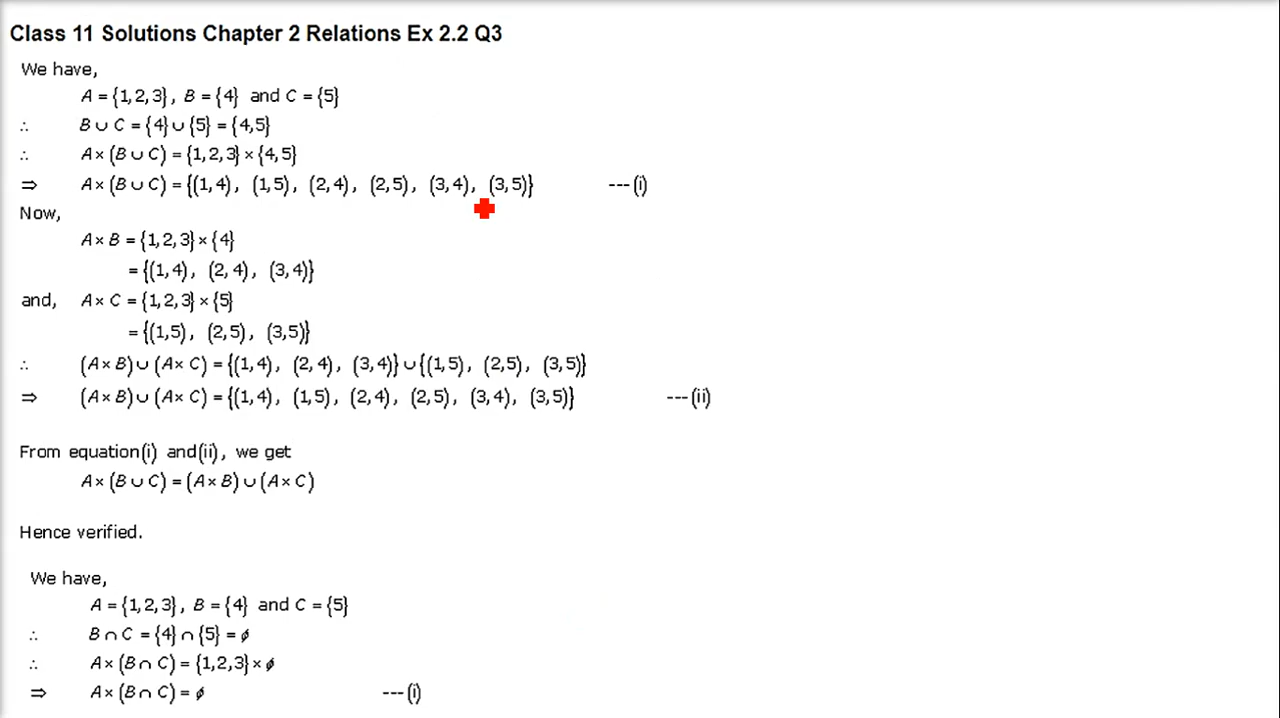 Class 11 Solutions Chapter 2 Relations Ex 2.2 Q3
We have,
A = {1,2,3}, B = {4} and C = {5}
∴ B ∪ C = {4} ∪ {5} = {4,5}
∴ A × (B ∪ C) = {1,2,3} × {4,5}
⇒ A × (B ∪ C) = {(1,4), (1,5), (2,4), (2,5), (3,4), (3,5)} ---(i)
Now,
A × B = {1,2,3} × {4}
= {(1,4), (2,4), (3,4)}
and, A × C = {1,2,3} × {5}
= {(1,5), (2,5), (3,5)}
∴ (A × B) ∪ (A × C) = {(1,4), (2,4), (3,4)} ∪ {(1,5), (2,5), (3,5)}
⇒ (A × B) ∪ (A × C) = {(1,4), (1,5), (2,4), (2,5), (3,4), (3,5)} ---(ii)
From equation(i) and(ii), we get
A × (B ∪ C) = (A × B) ∪ (A × C)
Hence verified.
We have,
A = {1,2,3}, B = {4} and C = {5}
∴ B ∩ C = {4} ∩ {5} = ϕ
∴ A × (B ∩ C) = {1,2,3} × ϕ
⇒ A × (B ∩ C) = ϕ ---(i)